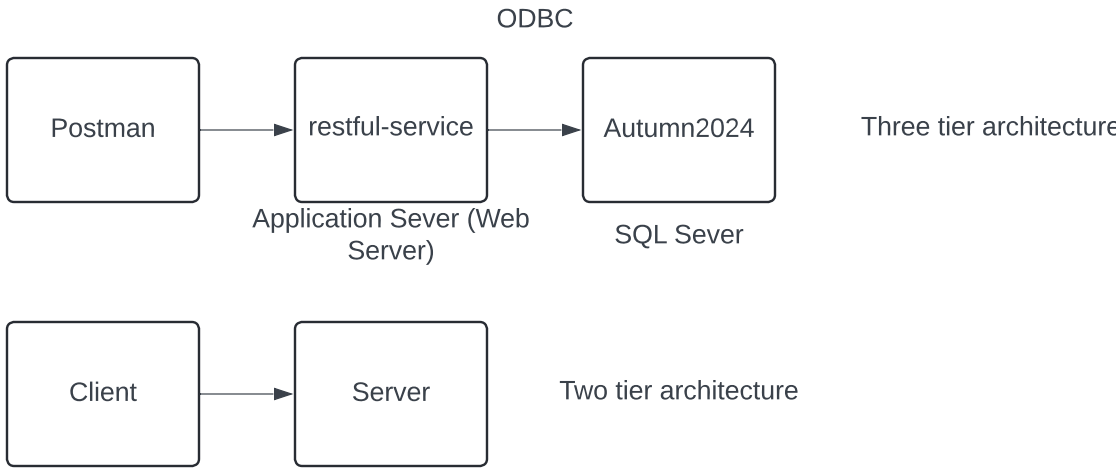 ODBC
Postman
restful-service
Autumn2024
Three tier architecture
Application Sever (Web
Server)
SQL Sever
Client
Server
Two tier architecture